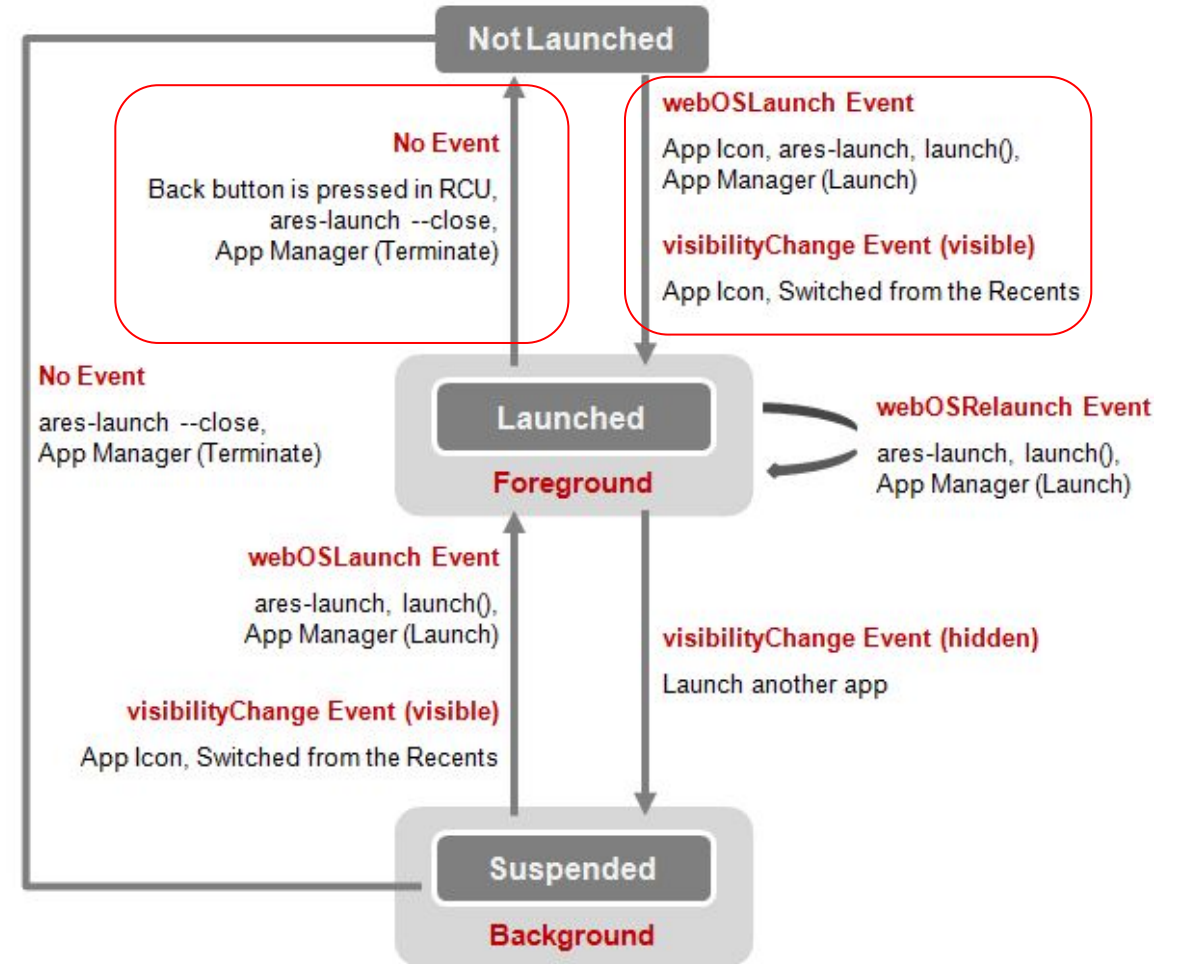 Not Launched
webOSLaunch Event
App Icon, ares-launch, launch(),
App Manager (Launch)
visibilityChange Event (visible)
App Icon, Switched from the Recents
No Event
Back button is pressed in RCU,
ares-launch --close,
App Manager (Terminate)
No Event
ares-launch --close,
App Manager (Terminate)
Launched
Foreground
webOSRelaunch Event
ares-launch, launch(),
App Manager (Launch)
webOSLaunch Event
ares-launch, launch(),
App Manager (Launch)
visibilityChange Event (visible)
App Icon, Switched from the Recents
visibilityChange Event (hidden)
Launch another app
Suspended
Background